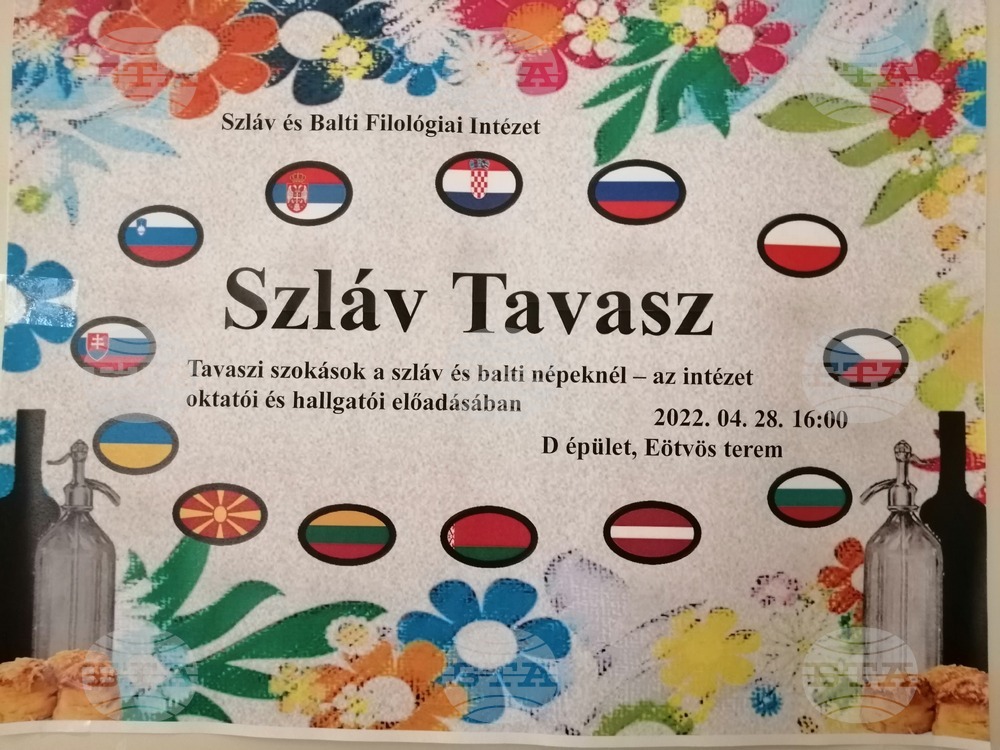 Szláv és Balti Filológiai Intézet
Szláv Tavasz
Tavaszi szokások a szláv és balti népeknél – az intézet
oktatói és hallgatói előadásában
2022. 04. 28. 16:00
D épület, Eötvös terem